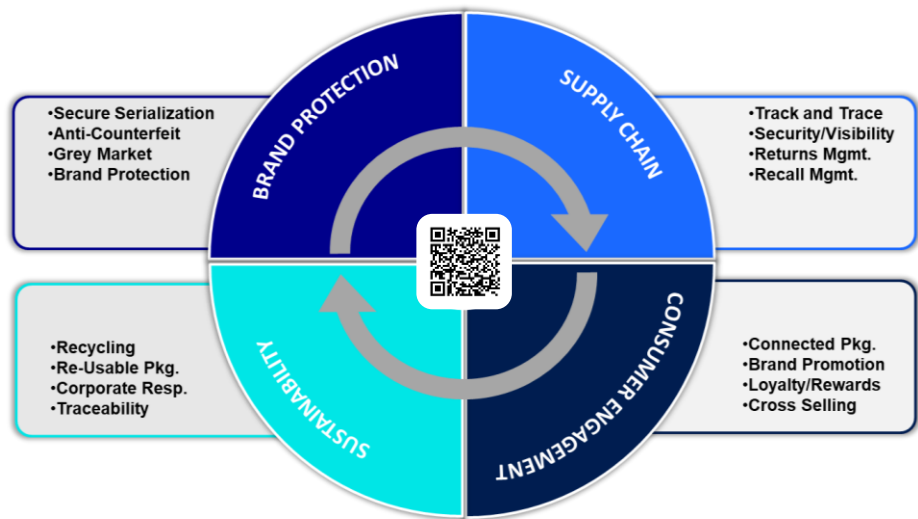 BRAND PROTECTION
•Secure Serialization
•Anti-Counterfeit
•Grey Market
•Brand Protection
SUPPLY CHAIN
•Track and Trace
•Security/Visibility
•Returns Mgmt.
•Recall Mgmt.
SUSTAINABILITY
•Recycling
•Re-Usable Pkg.
•Corporate Resp.
•Traceability
CONSUMER ENGAGEMENT
•Connected Pkg.
•Brand Promotion
•Loyalty/Rewards
•Cross Selling